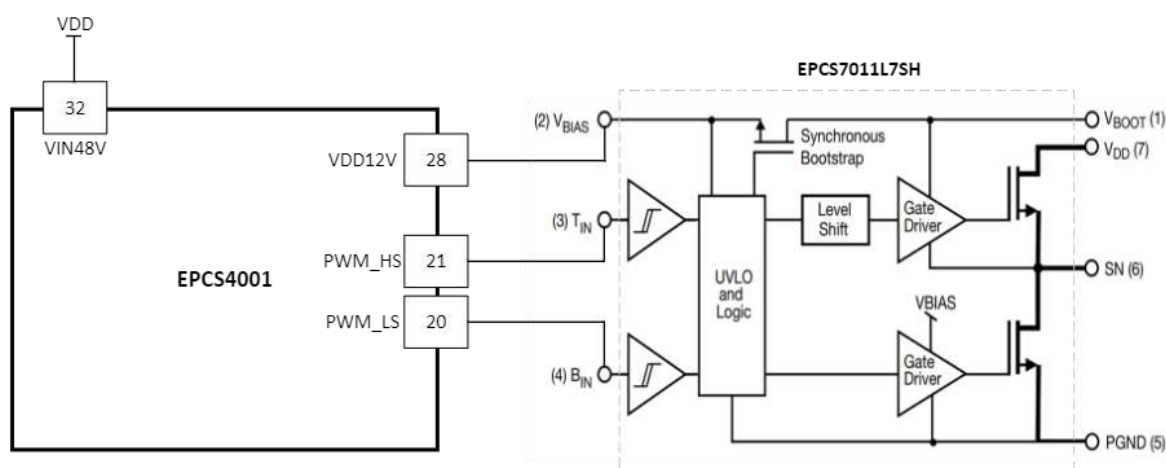 VDD
32
VIN48V
VDD12V
28
PWM_HS
21
EPCS4001
PWM_LS
20
EPCS7011L7SH
(2) VBIAS
VBOOT (1)
Synchronous
Bootstrap
VDD (7)
(3) TIN
Level
Shift
Gate
Driver
UVLO
and
Logic
SN (6)
VBIAS
(4) BIN
Gate
Driver
PGND (5)